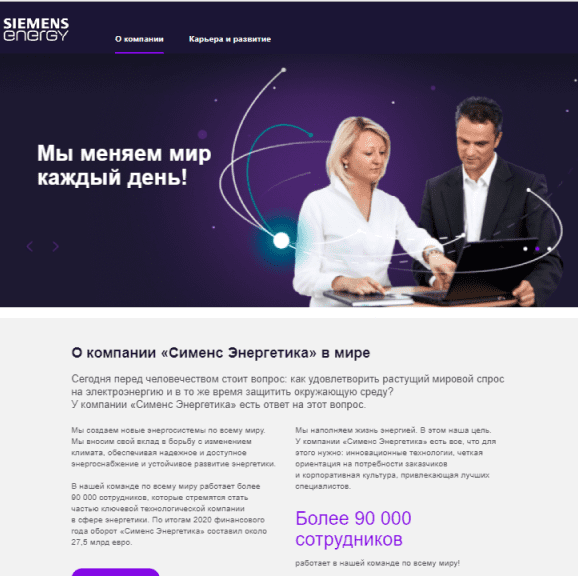 SIEMENS
energy
О компании
Карьера и развитие
Мы меняем мир
каждый день!
О компании «Сименс Энергетика» в мире
Сегодня перед человечеством стоит вопрос: как удовлетворить растущий мировой спрос
на электроэнергию и в то же время защитить окружающую среду?
У компании «Сименс Энергетика» есть ответ на этот вопрос.
Мы создаем новые энергосистемы по всему миру.
Мы вносим свой вклад в борьбу с изменением
климата, обеспечивая надежное и доступное
энергоснабжение и устойчивое развитие энергетики.
В нашей команде по всему миру работает более
90 000 сотрудников, которые стремятся стать
частью ключевой технологической компании
в сфере энергетики. По итогам 2020 финансового
года оборот «Сименс Энергетика» составил около
27,5 млрд евро.
Мы наполняем жизнь энергией. В этом наша цель.
У компании «Сименс Энергетика» есть все, что для
этого нужно: инновационные технологии, четкая
ориентация на потребности заказчиков
и корпоративная культура, привлекающая лучших
специалистов.
Более 90 000
сотрудников
работает в нашей команде по всему миру!